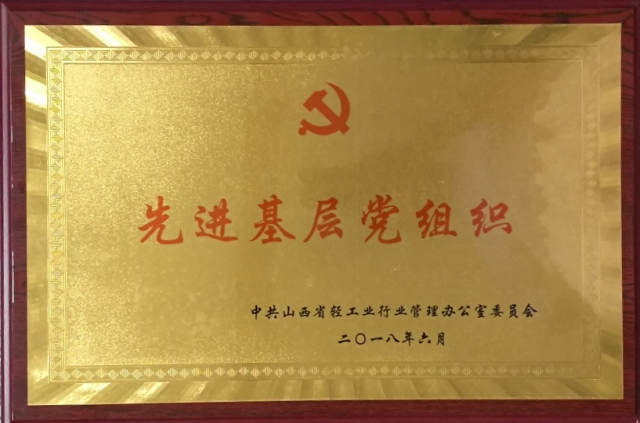 先进基层党组织
中共山西省轻工业行业管理办公室委员会
二〇一八年六月